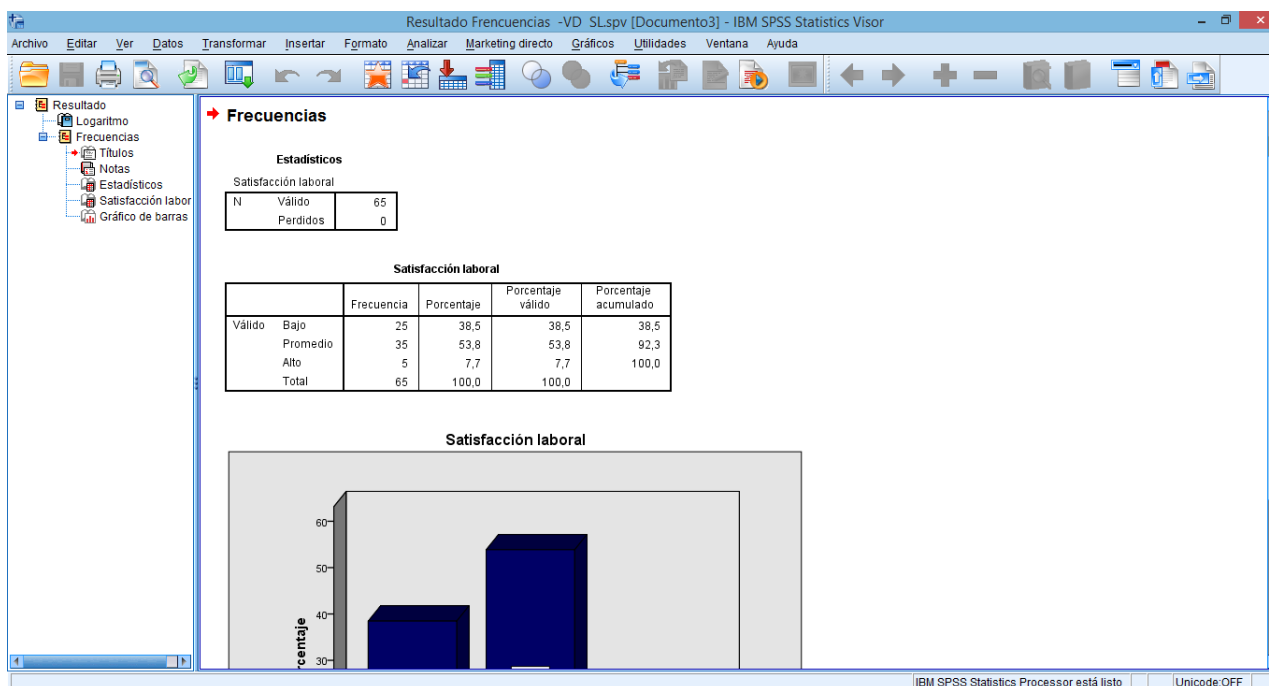 Resultado Frencuencias -VD SL.spv [Documento3] - IBM SPSS Statistics Visor
Archivo Editar Ver Datos Transformar Insertar Formato Analizar Marketing directo Gráficos Utilidades Ventana Ayuda
Resultado
Logaritmo
Frecuencias
Títulos
Notas
Estadísticos
Satisfacción labor
Gráfico de barras
Frecuencias
Estadísticos
Satisfacción laboral
N Válido 65
Perdidos 0
Satisfacción laboral
Frecuencia Porcentaje Porcentaje válido Porcentaje acumulado
Válido Bajo 25 38,5 38,5 38,5
Promedio 35 53,8 53,8 92,3
Alto 5 7,7 7,7 100,0
Total 65 100,0 100,0
Satisfacción laboral
60
50
40
30
rcentaje
IBM SPSS Statistics Processor está listo Unicode:OFF